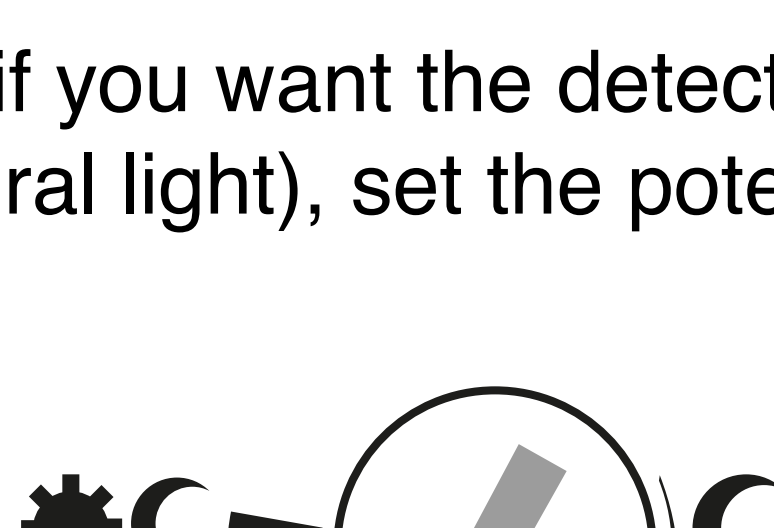 if you want the detect
ral light), set the pote